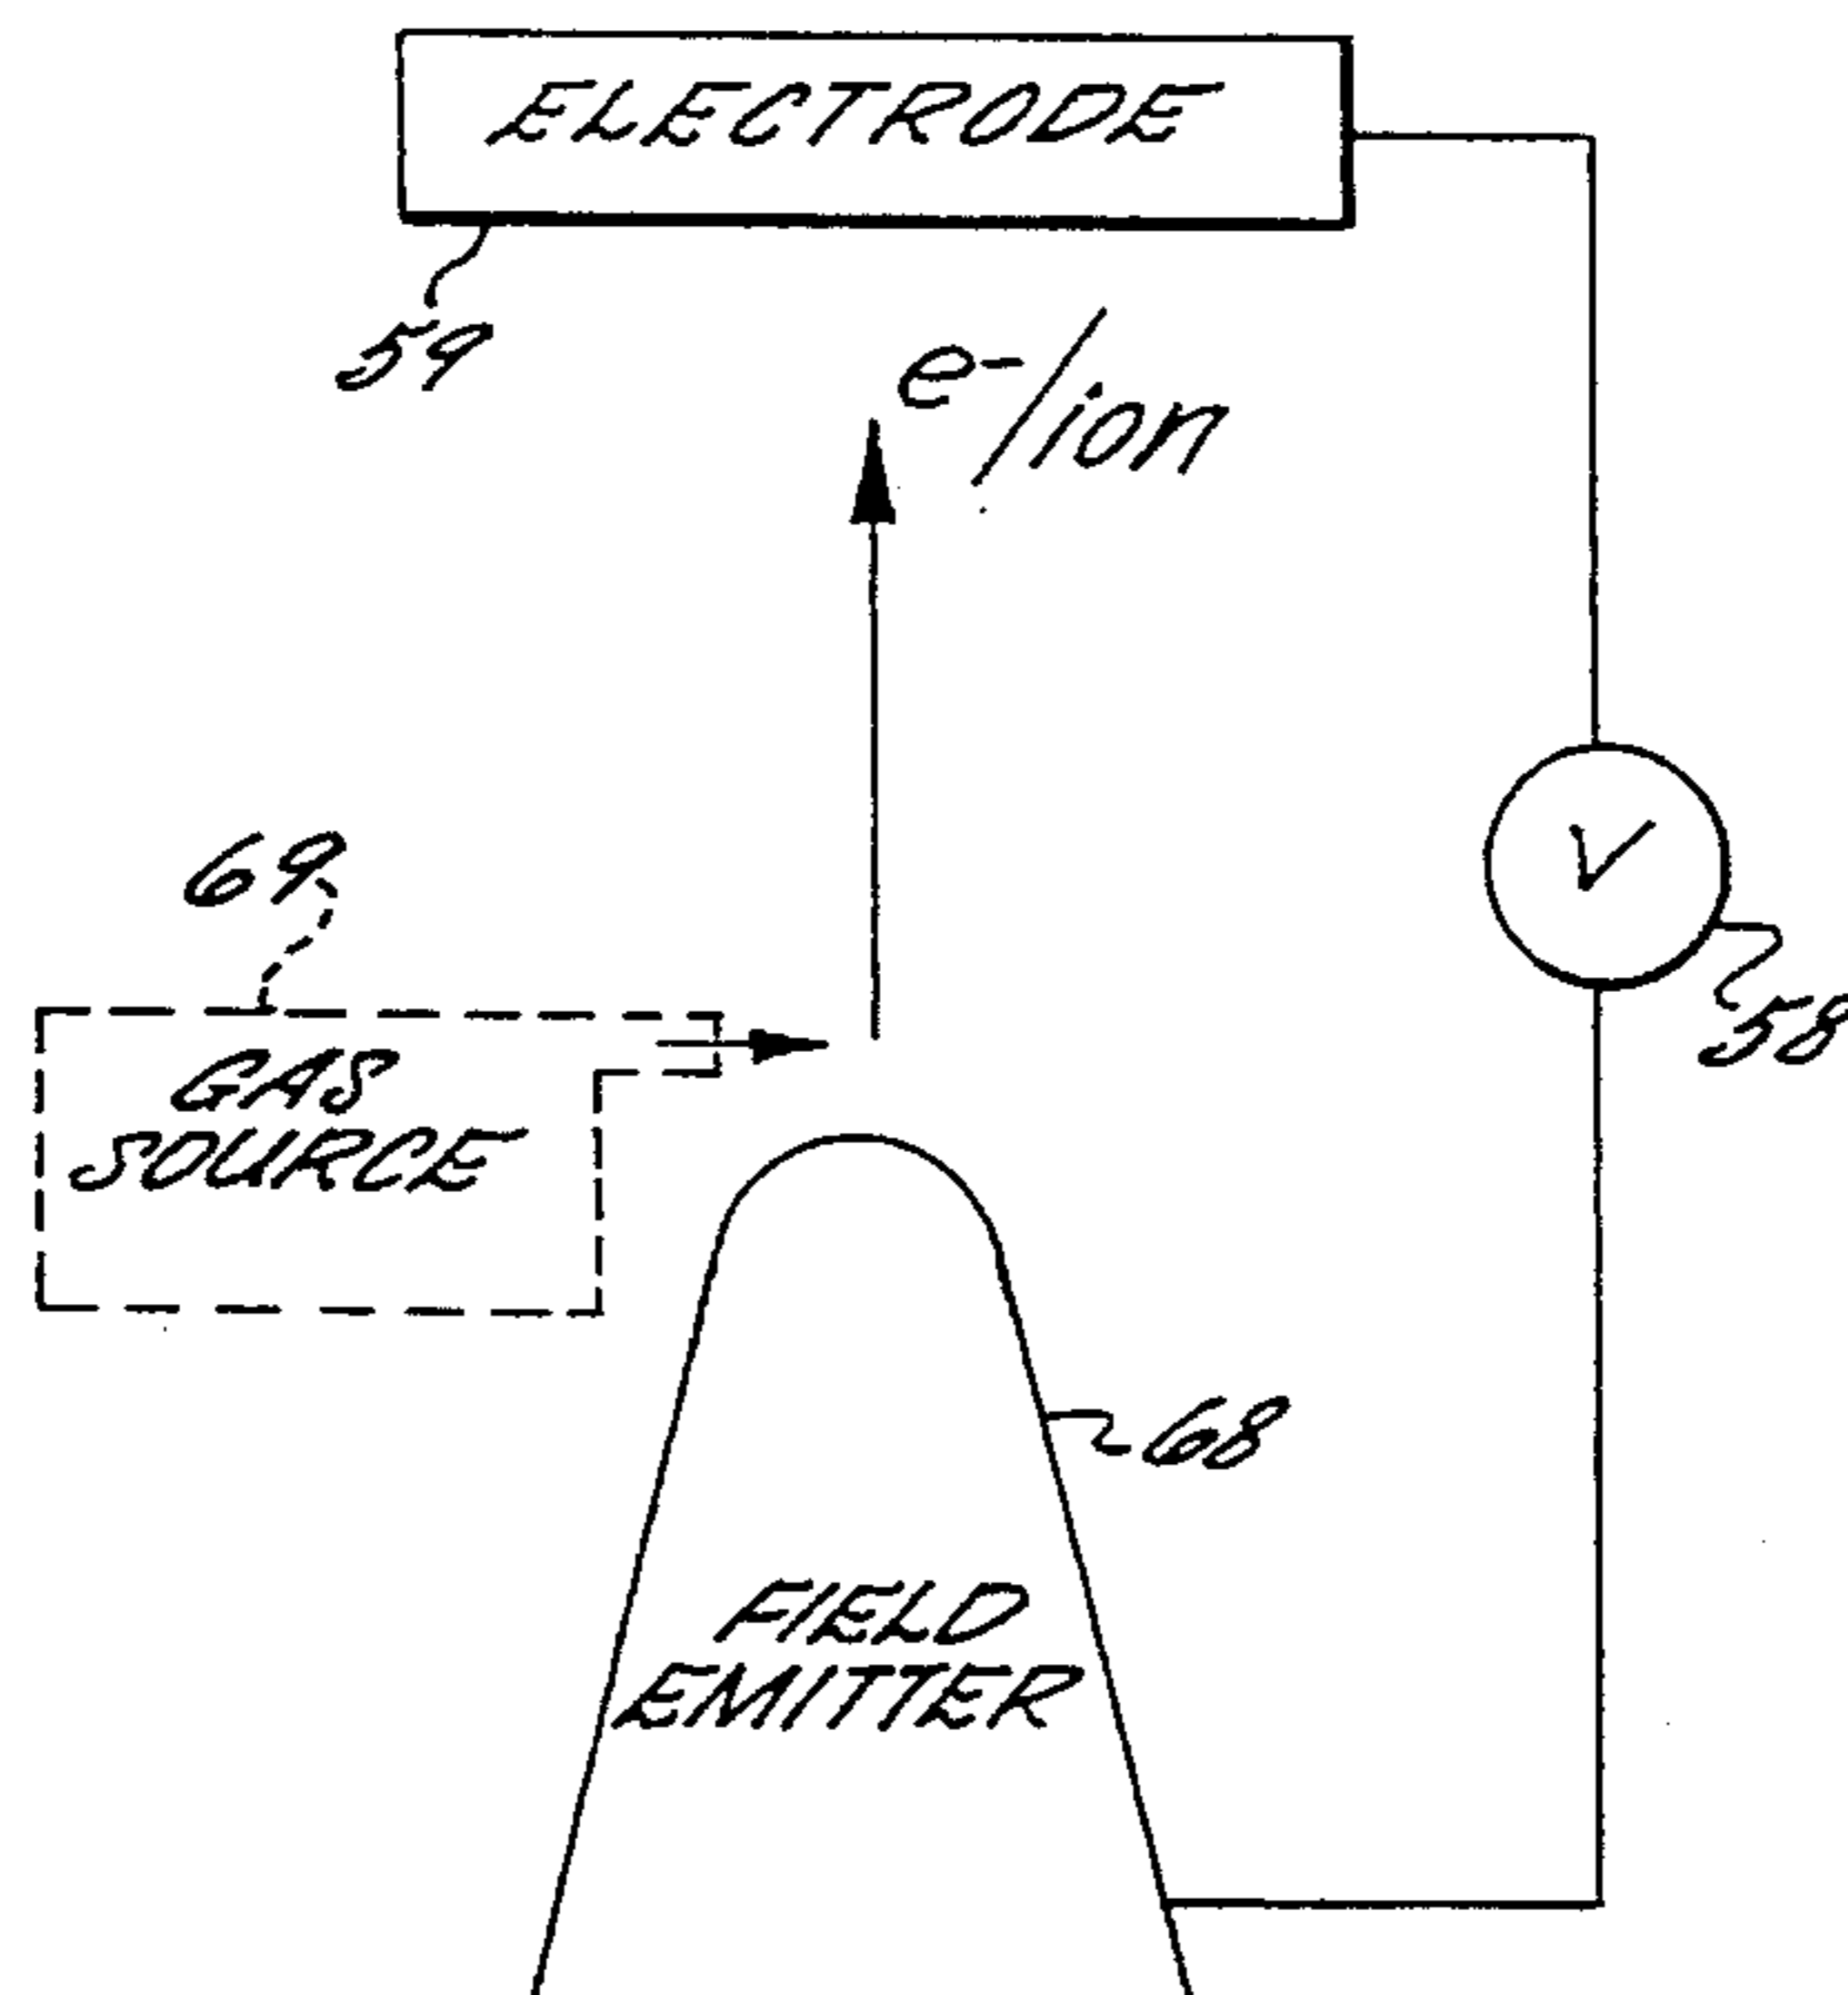 ELECTRODE
59
e-/ion
V
69
58
GAS
SOURCE
68
FIELD
EMITTER